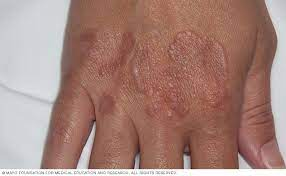 © MAYO FOUNDATION FOR MEDICAL EDUCATION AND RESEARCH. ALL RIGHTS RESERVED.